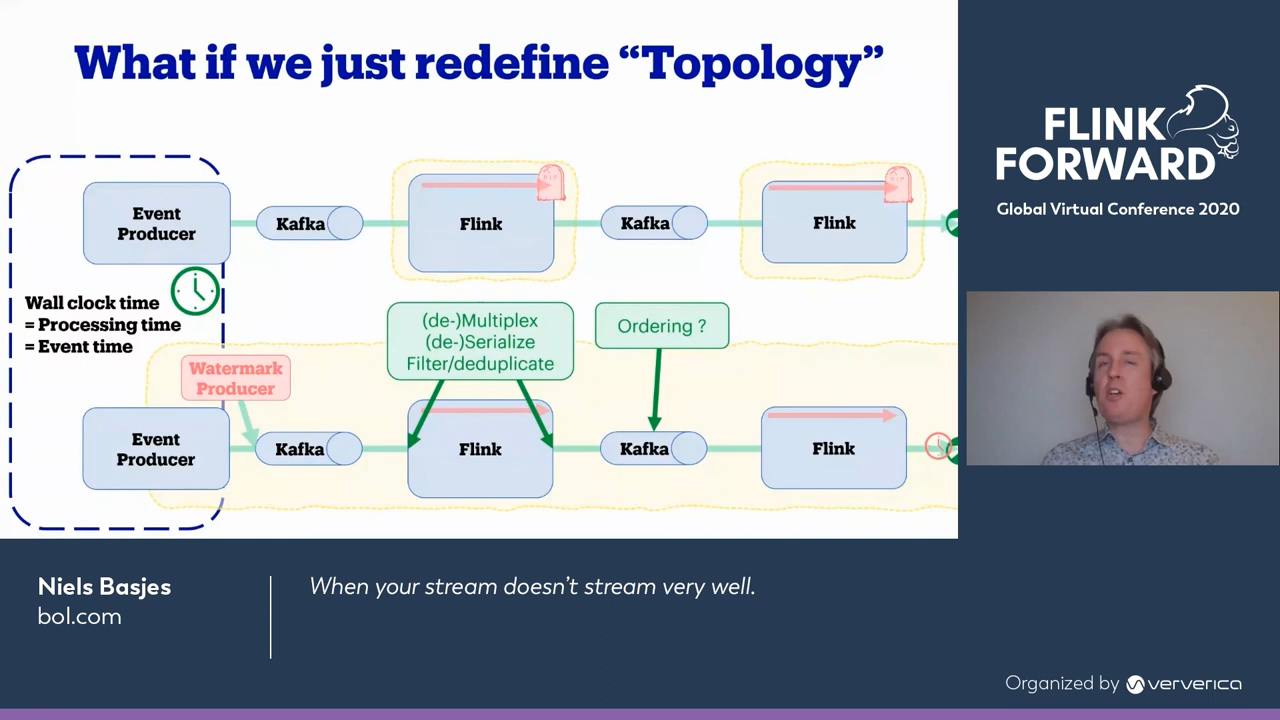 What if we just redefine “Topology”
Event
Producer
Kafka
Flink
RIP
Kafka
Flink
RIP
Wall clock time
= Processing time
= Event time
(de-)Multiplex
(de-)Serialize
Filter/deduplicate
Ordering ?
Watermark
Producer
Event
Producer
Kafka
Flink
Kafka
Flink
FLINK
FORWARD
Global Virtual Conference 2020
Niels Basjes
bol.com
When your stream doesn’t stream very well.
Organized by ververica